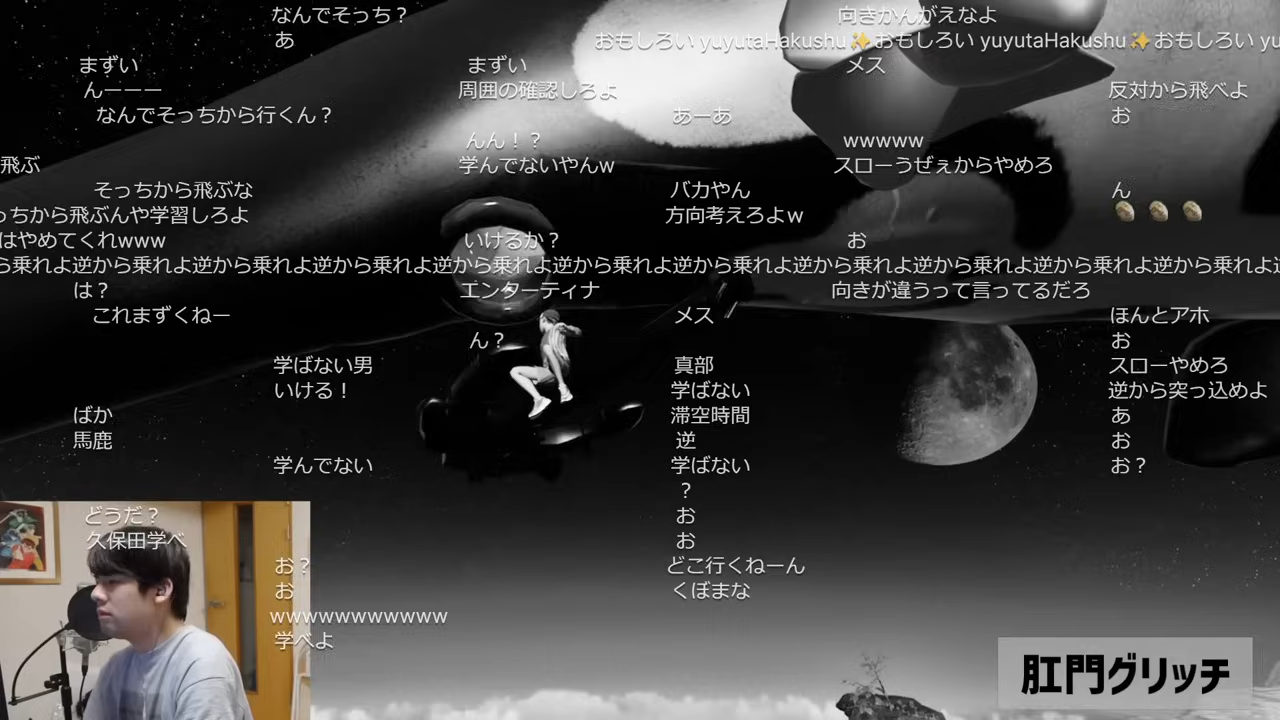 なんでそっち？
向きかんがえなよ
あ
おもしろい yuyutaHakushu✨おもしろい yuyutaHakushu✨おもしろい yu
まずい
まずい
メス
んーーー
周囲の確認しろよ
反対から飛べよ
なんでそっちから行くん？
あーあ
お
んん！？
wwwww
飛ぶ
学んでないやんw
スローうぜぇからやめろ
そっちから飛ぶな
バカやん
ん
っちから飛ぶんや学習しろよ
方向考えろよw
はやめてくれwww
いけるか？
お
ら乗れよ逆から乗れよ逆から乗れよ逆から乗れよ逆から乗れよ逆から乗れよ逆から乗れよ逆から乗れよ逆から乗れよ逆から乗れよ逆から乗れよ
は？
エンターティナ
向きが違うって言ってるだろ
これまずくねー
メス
ほんとアホ
ん？
お
学ばない男
真部
スローやめろ
いける！
学ばない
逆から突っ込めよ
ばか
滞空時間
あ
馬鹿
逆
お
学んでない
学ばない
お？
？
どうだ？
お
久保田学べ
お
お？
どこ行くねーん
お
くぼまな
wwwwwwwwwww
学べよ
肛門グリッチ